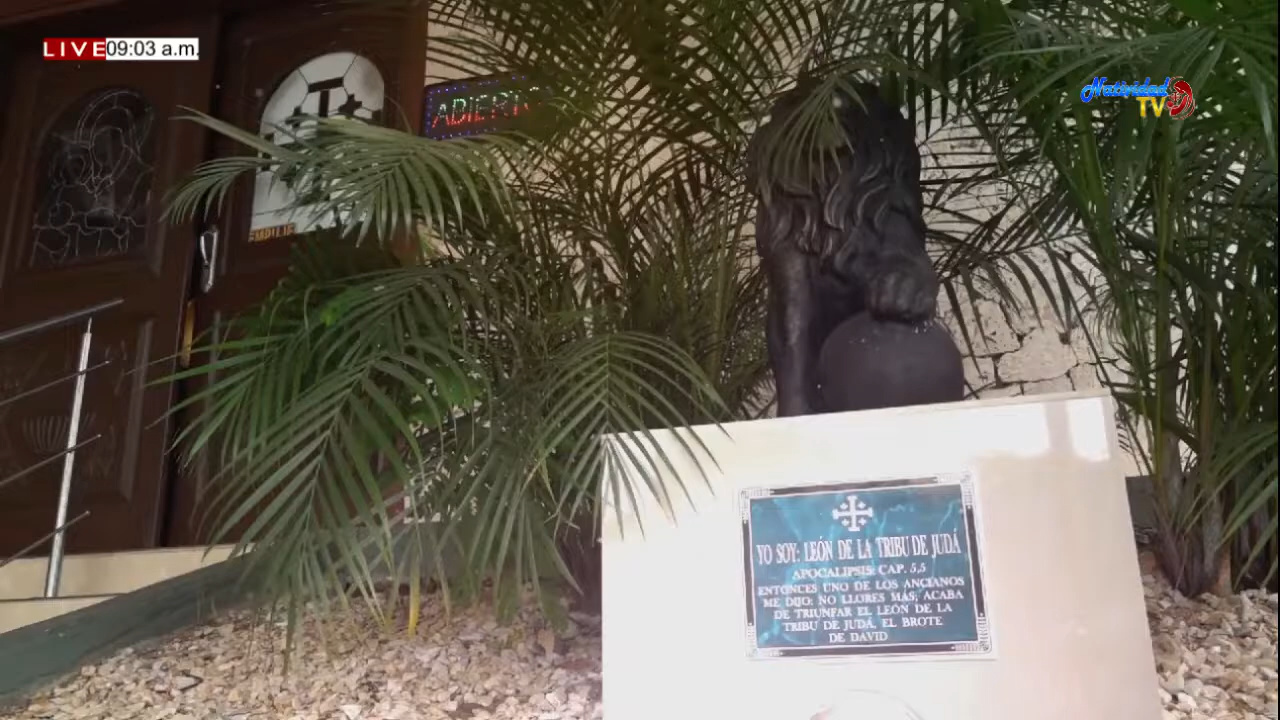 LIVE 09:03 a.m.
Natividad
TV
ABIERTO
YO SOY: LEÓN DE LA TRIBU DE JUDÁ
APOCALIPSIS: CAP. 5,5
ENTONCES UNO DE LOS ANCIANOS
ME DIJO: NO LLORES MÁS; ACABA
DE TRIUNFAR EL LEÓN DE LA
TRIBU DE JUDÁ, EL BROTE
DE DAVID